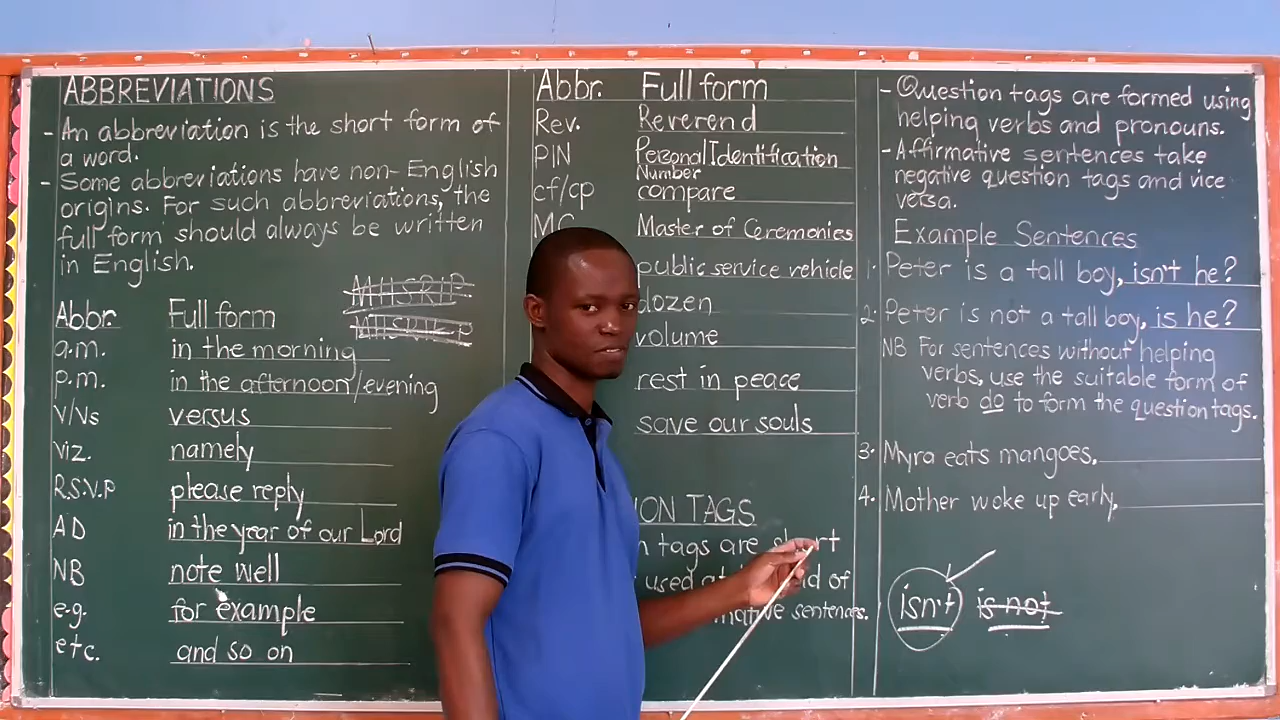 ABBREVIATIONS
- An abbreviation is the short form of
a word.
- Some abbreviations have non-English
origins. For such abbreviations, the
full form should always be written
in English.
Abbr. Full form
a.m. in the morning
p.m. in the afternoon/evening
V/Vs versus
viz. namely
R.S.V.P please reply
AD in the year of our Lord
NB note well
e.g. for example
etc. and so on
Abbr. Full form
Rev. Reverend
PIN Personal Identification
Number
cf/cp compare
MC Master of Ceremonies
public service vehicle
dozen
volume
rest in peace
save our souls
TAGS
tags are short
used at of
sentences.
- Question tags are formed using
helping verbs and pronouns.
- Affirmative sentences take
negative question tags and vice
versa.
Example Sentences
1. Peter is a tall boy, isn't he?
2. Peter is not a tall boy, is he?
NB For sentences without helping
verbs, use the suitable form of
verb do to form the question tags.
3. Myra eats mangoes,
4. Mother woke up early,
isn't is not